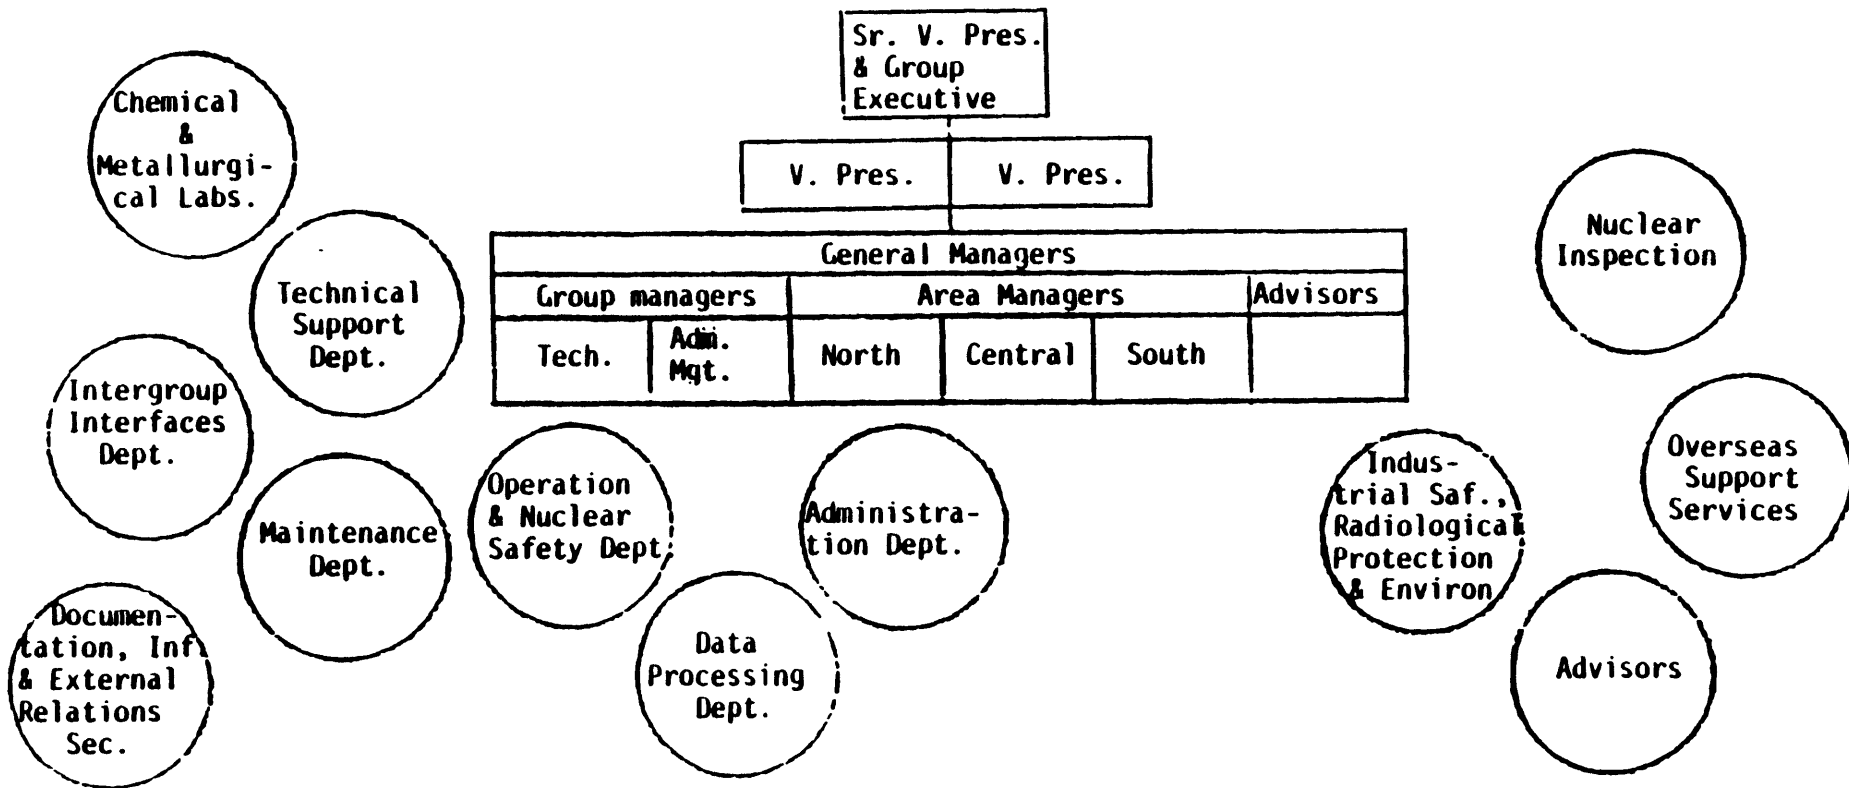 Sr. V. Pres.
& Group
Executive
V. Pres.
V. Pres.
General Managers
Group managers
Area Managers
Advisors
Tech.
Adm.
Mgt.
North
Central
South
Chemical
&
Metallurgi-
cal Labs.
Technical
Support
Dept.
Intergroup
Interfaces
Dept.
Maintenance
Dept.
Documen-
tation, Inf.
& External
Relations
Sec.
Operation
& Nuclear
Safety Dept.
Administra-
tion Dept.
Data
Processing
Dept.
Nuclear
Inspection
Indus-
trial Saf.,
Radiological
Protection
& Environ
Overseas
Support
Services
Advisors